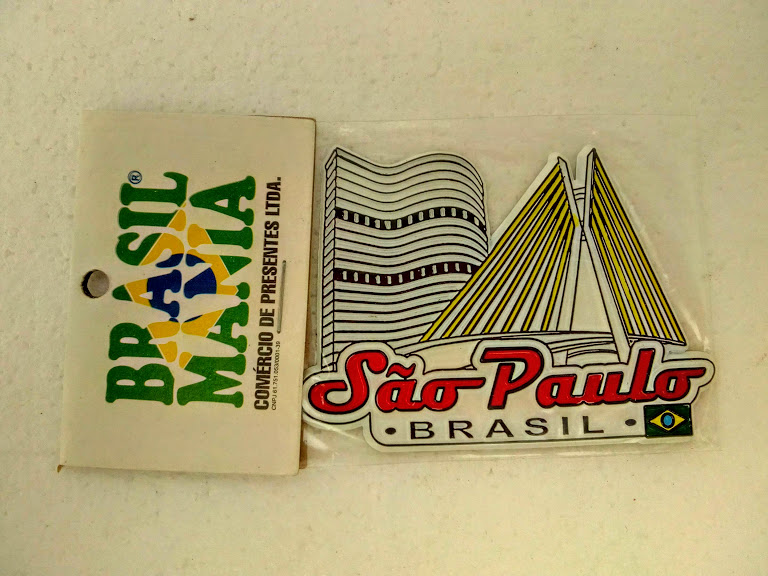 BRASIL®
MANIA
COMÉRCIO DE PRESENTES LTDA.
São Paulo
• BRASIL •